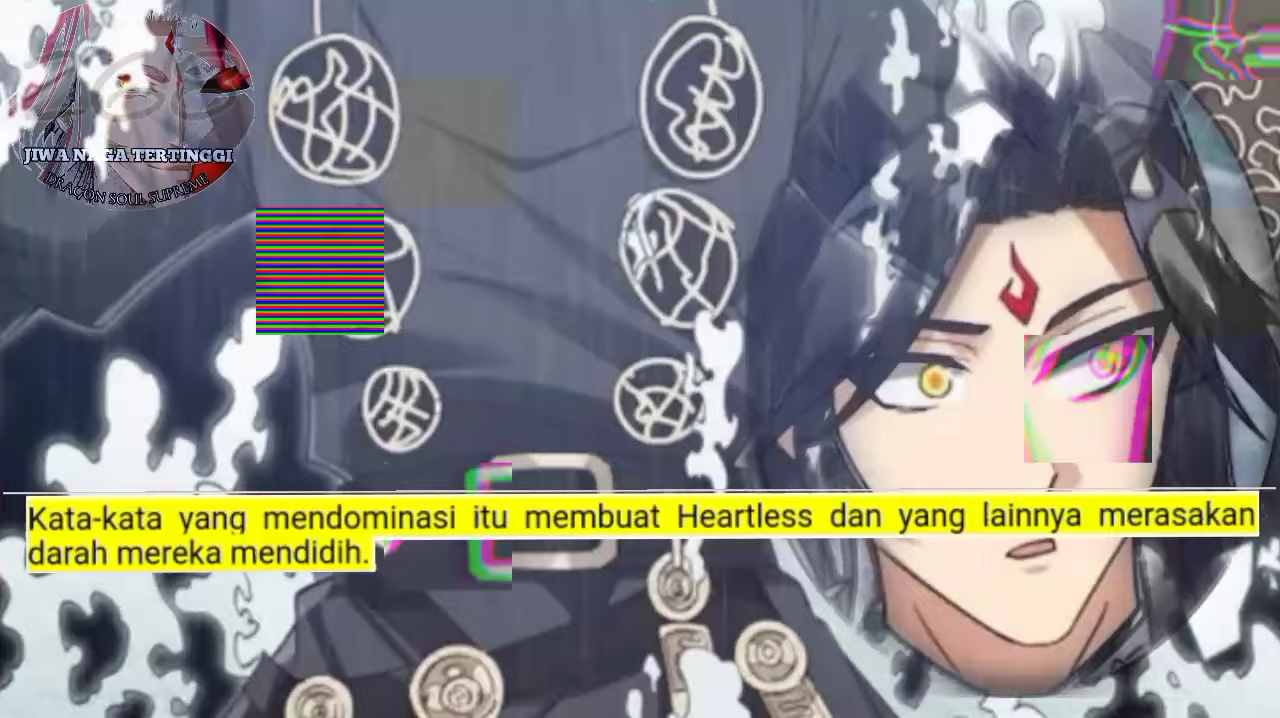 JIWA NAGA TERTINGGI
DRAGON SOUL SUPREME
Kata-kata yang mendominasi itu membuat Heartless dan yang lainnya merasakan
darah mereka mendidih.